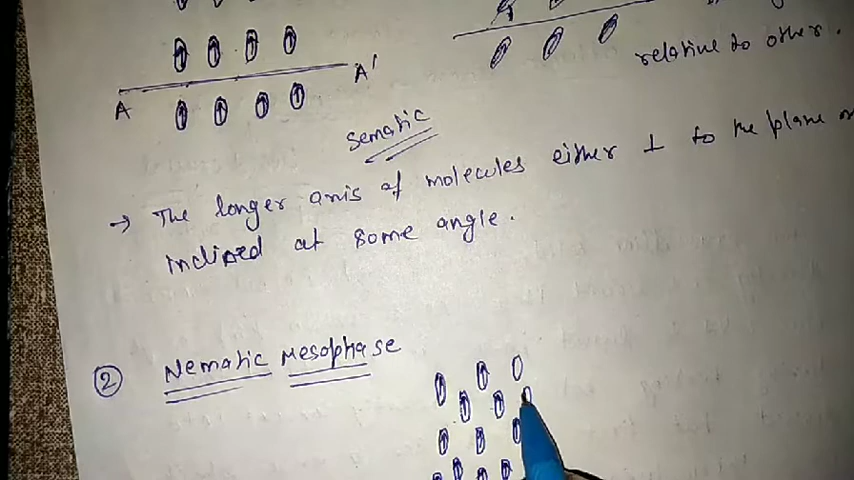 relative to other.
A A'
Sematic
→ The longer axis of molecules either ⊥ to the plane or
inclined at some angle.
② Nematic Mesophase